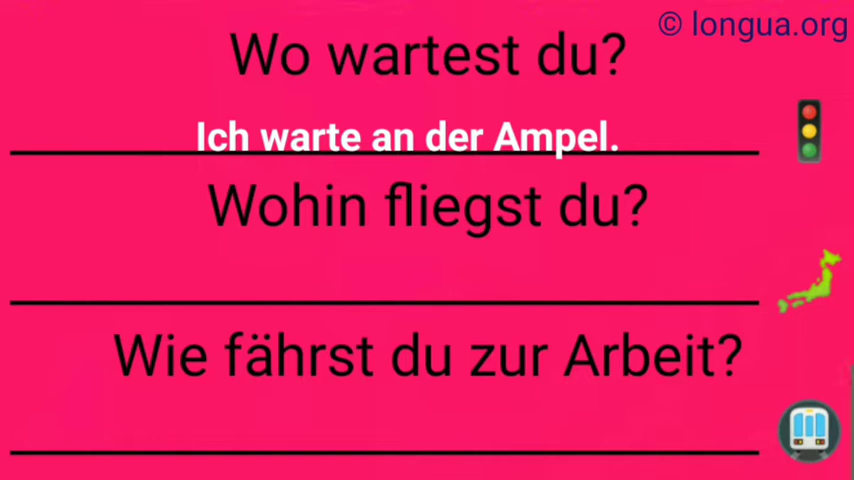 © longua.org
Wo wartest du?
Ich warte an der Ampel.
Wohin fliegst du?
Wie fährst du zur Arbeit?